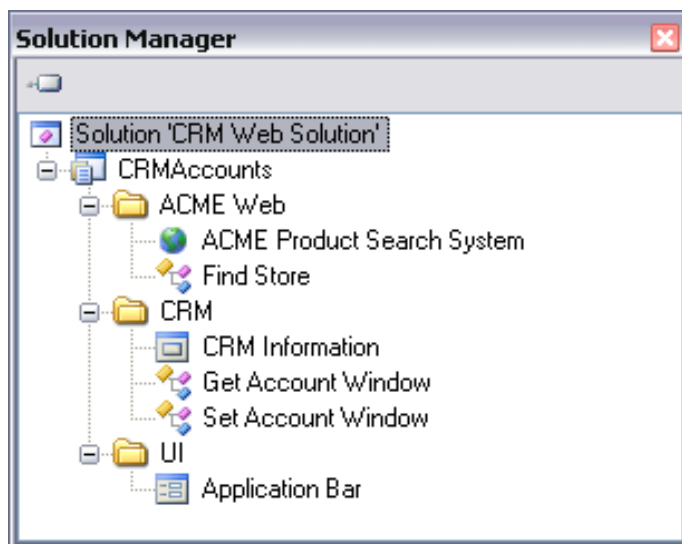 Solution Manager
Solution 'CRM Web Solution'
CRMAccounts
ACME Web
ACME Product Search System
Find Store
CRM
CRM Information
Get Account Window
Set Account Window
UI
Application Bar